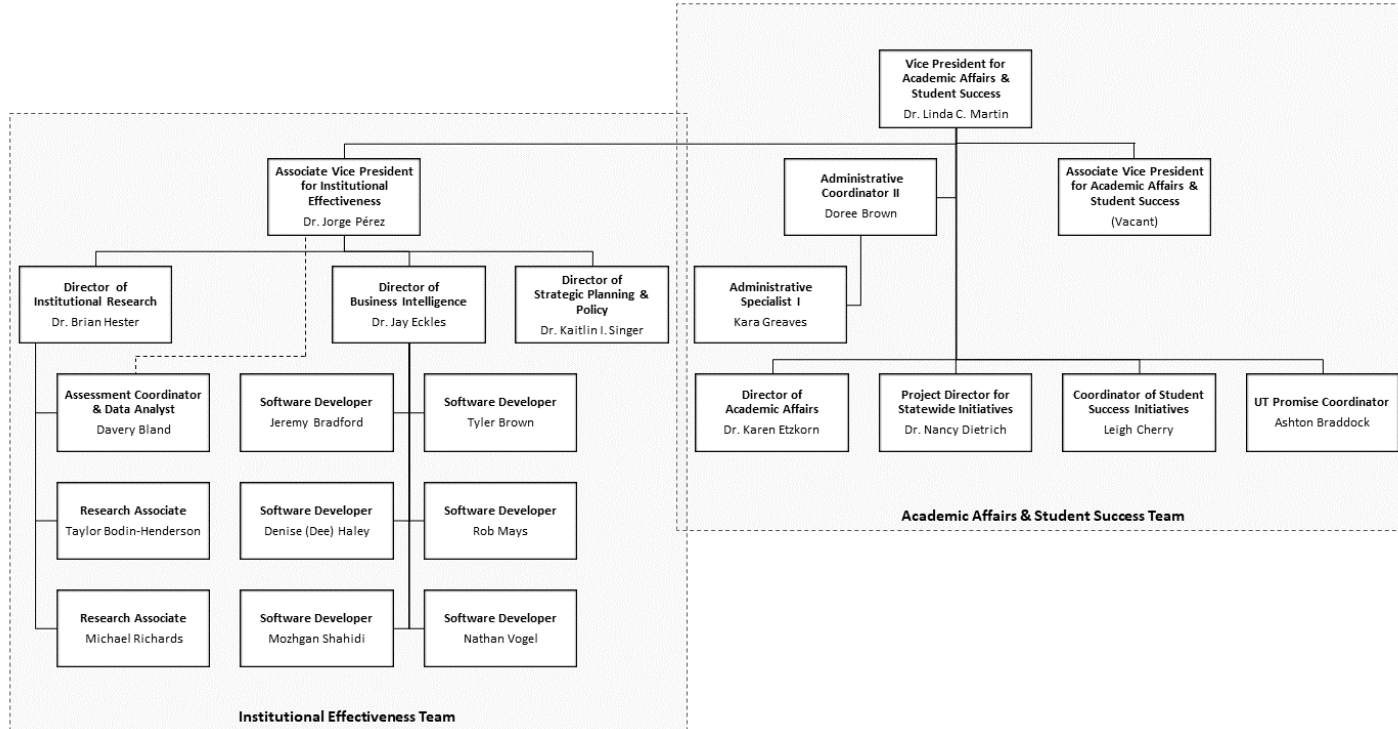 Vice President for
Academic Affairs &
Student Success
Dr. Linda C. Martin
Associate Vice President
for Institutional
Effectiveness
Dr. Jorge Pérez
Administrative
Coordinator II
Doree Brown
Associate Vice President
for Academic Affairs &
Student Success
(Vacant)
Director of
Institutional Research
Dr. Brian Hester
Director of
Business Intelligence
Dr. Jay Eckles
Director of
Strategic Planning &
Policy
Dr. Kaitlin I. Singer
Administrative
Specialist I
Kara Greaves
Assessment Coordinator
& Data Analyst
Davery Bland
Software Developer
Jeremy Bradford
Software Developer
Tyler Brown
Director of
Academic Affairs
Dr. Karen Etzkorn
Project Director for
Statewide Initiatives
Dr. Nancy Dietrich
Coordinator of Student
Success Initiatives
Leigh Cherry
UT Promise Coordinator
Ashton Braddock
Research Associate
Taylor Bodin-Henderson
Software Developer
Denise (Dee) Haley
Software Developer
Rob Mays
Academic Affairs & Student Success Team
Research Associate
Michael Richards
Software Developer
Mozhgan Shahidi
Software Developer
Nathan Vogel
Institutional Effectiveness Team